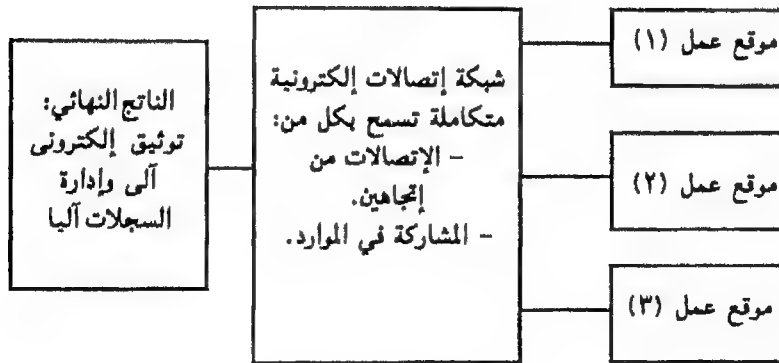 موقع عمل (١)
موقع عمل (٢)
موقع عمل (٣)
شبكة إتصالات إلكترونية
متكاملة تسمح بكل من:
– الإتصالات من
إتجاهين.
– المشاركة في الموارد.
الناتج النهائي:
توثيق إلكترونى
آلى وإدارة
السجلات آليا